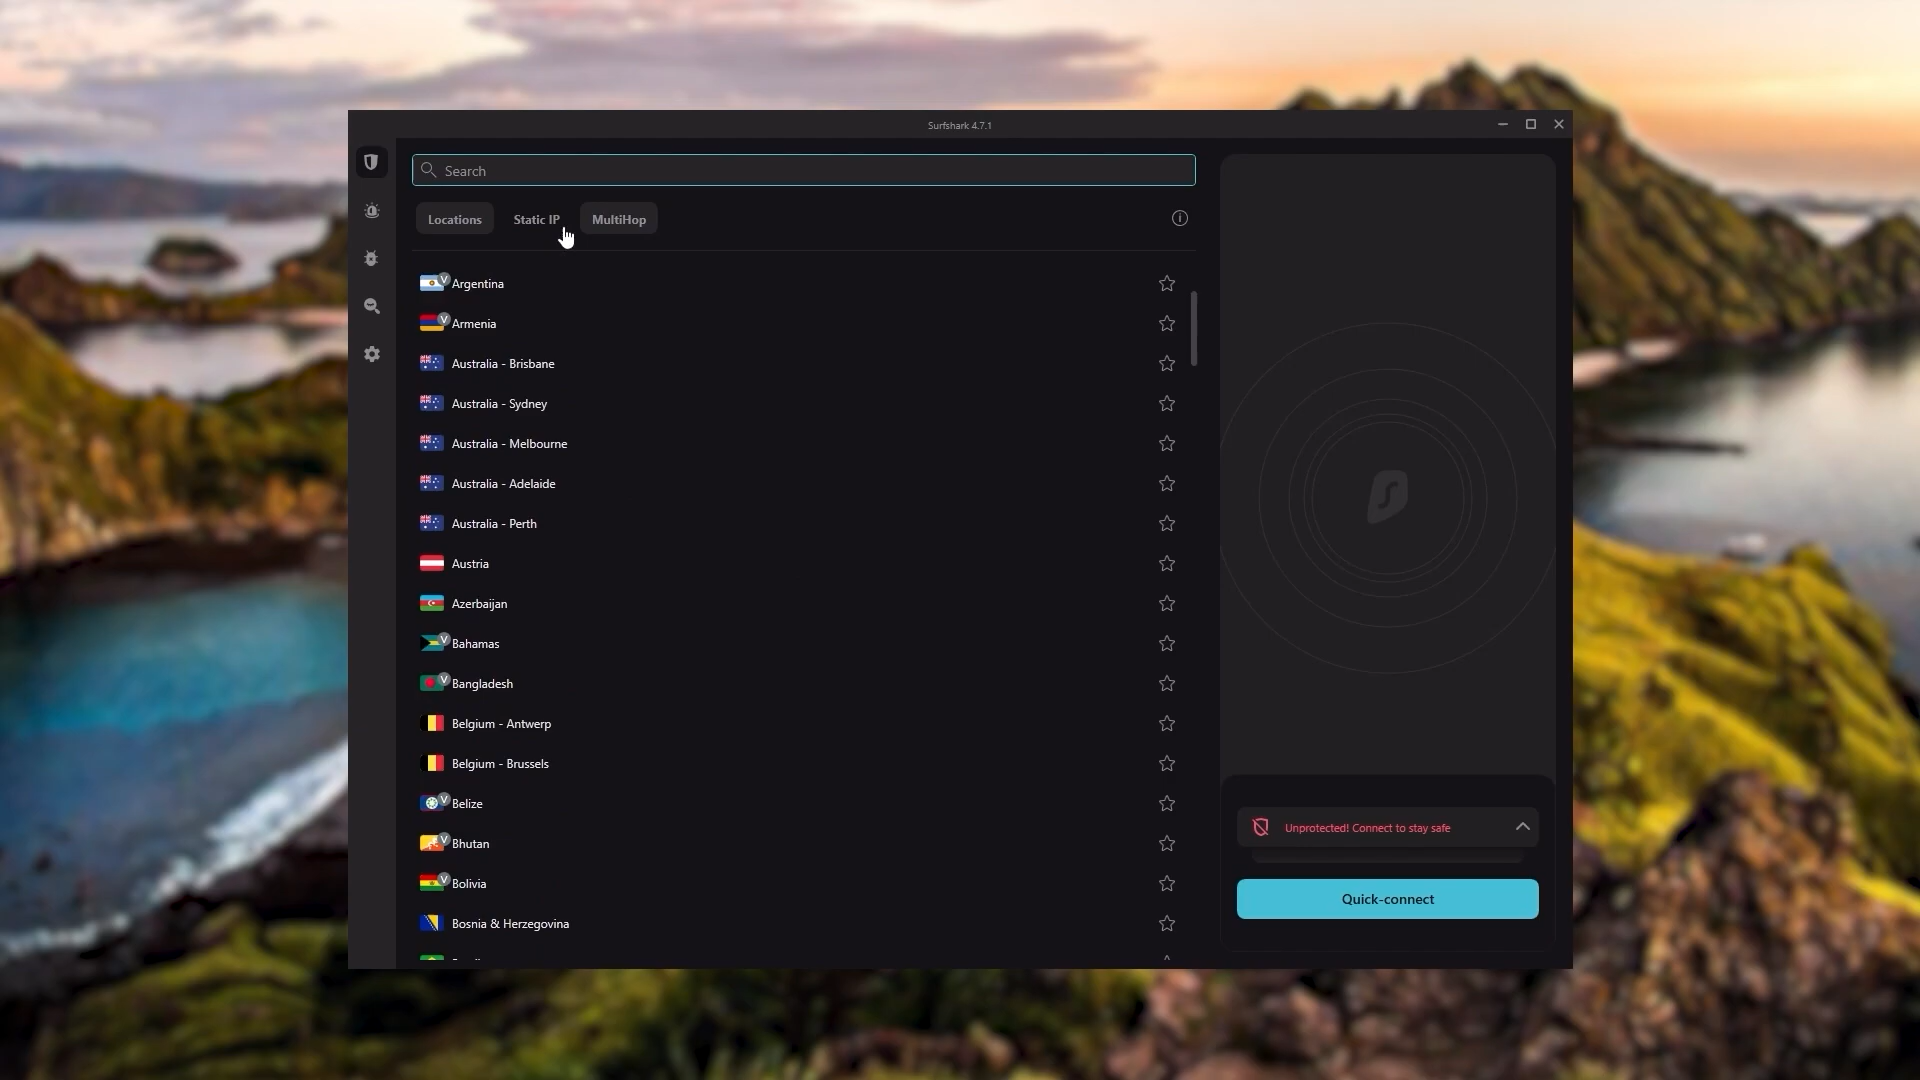 Surfshark 4.7.1
Search
Locations
Static IP
MultiHop
V Argentina
V Armenia
Australia - Brisbane
Australia - Sydney
Australia - Melbourne
Australia - Adelaide
Australia - Perth
Austria
Azerbaijan
V Bahamas
V Bangladesh
Belgium - Antwerp
Belgium - Brussels
V Belize
V Bhutan
V Bolivia
Bosnia & Herzegovina
Unprotected! Connect to stay safe
Quick-connect